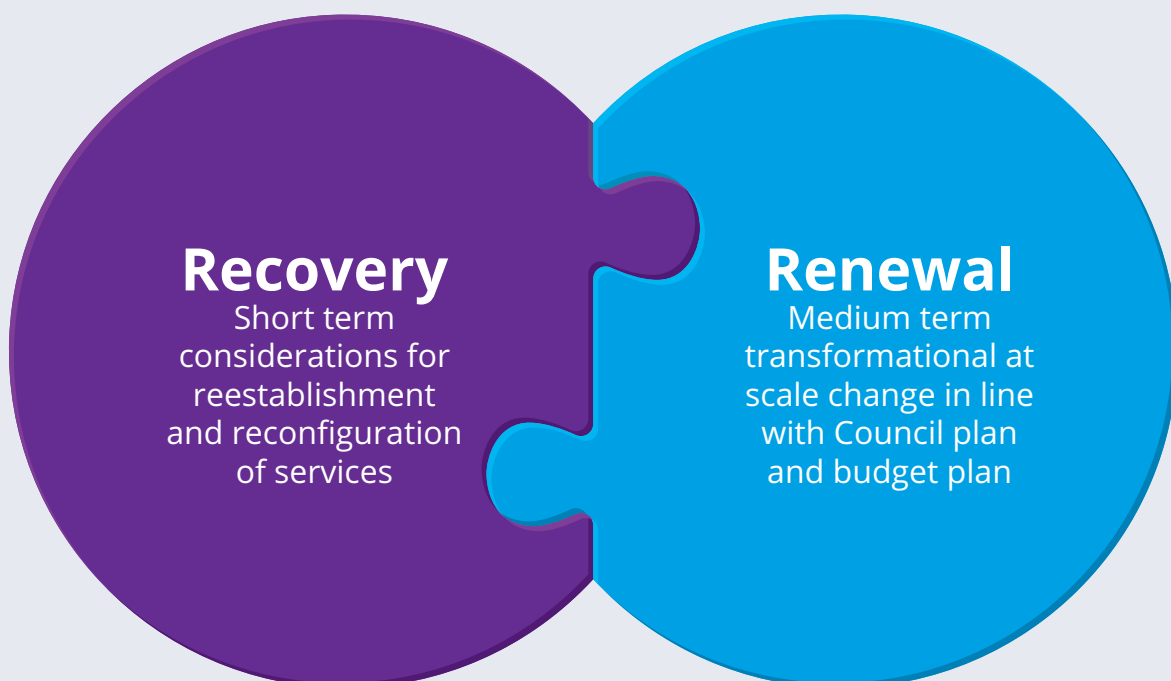 Recovery
Short term
considerations for
reestablishment
and reconfiguration
of services
Renewal
Medium term
transformational at
scale change in line
with Council plan
and budget plan